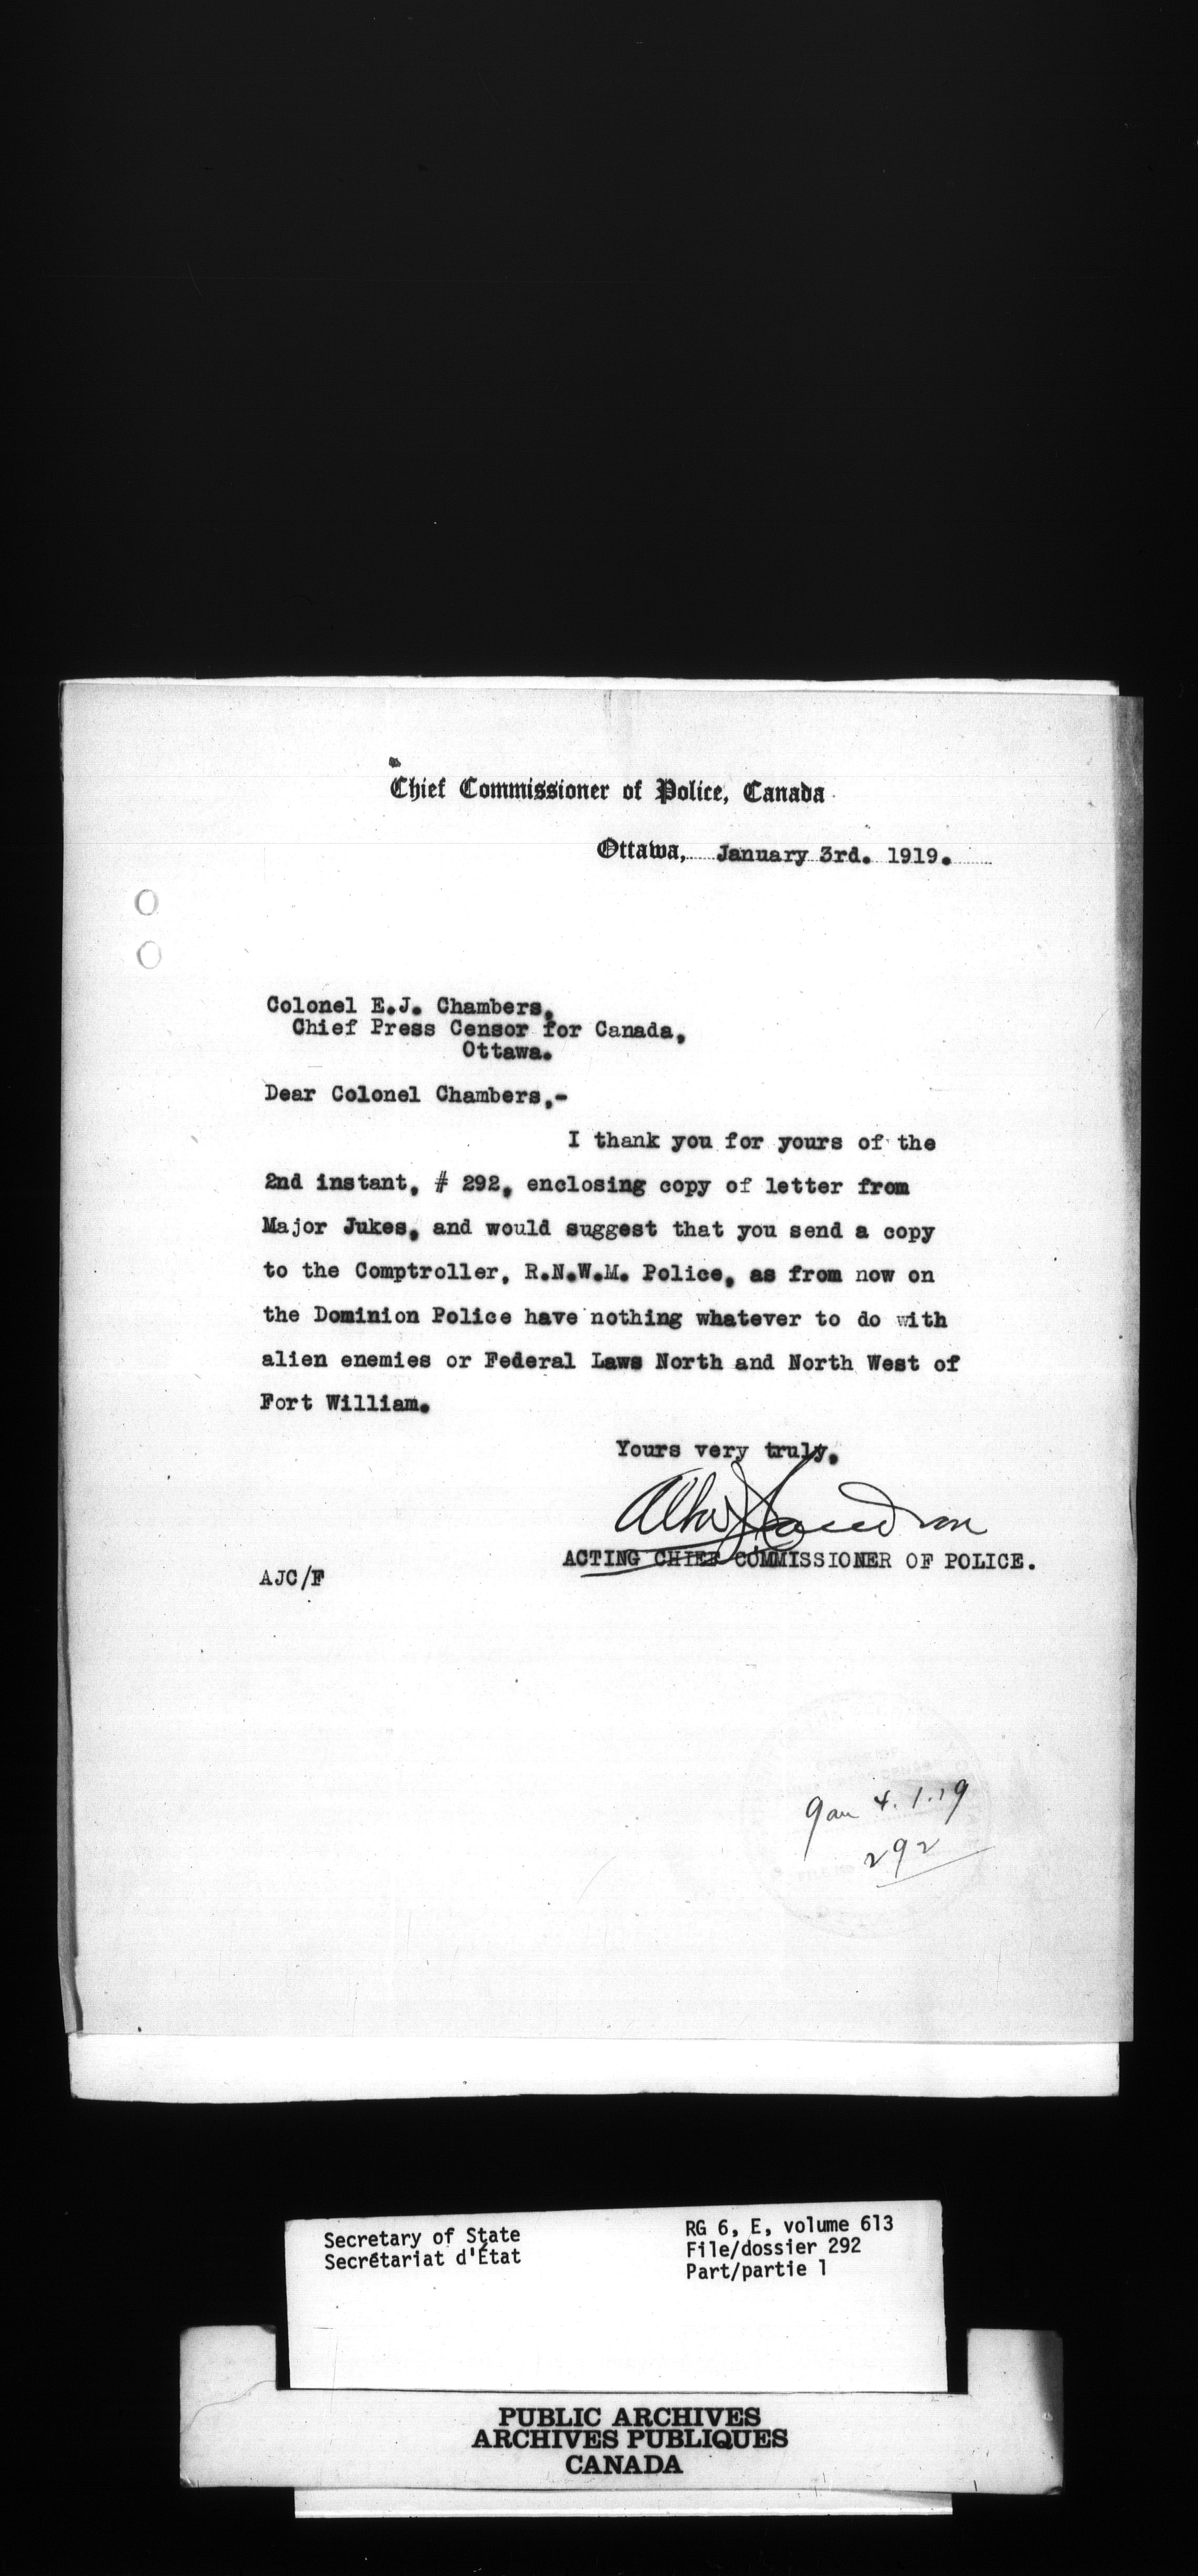 Chief Commissioner of Police, Canada
Ottawa, January 3rd. 1919.
Colonel E.J. Chambers,
Chief Press Censor for Canada,
Ottawa.
Dear Colonel Chambers,-
I thank you for yours of the
2nd instant, # 292, enclosing copy of letter from
Major Jukes, and would suggest that you send a copy
to the Comptroller, R.N.W.M. Police, as from now on
the Dominion Police have nothing whatever to do with
alien enemies or Federal Laws North and North West of
Fort William.
Yours very truly,
ACTING CHIEF COMMISSIONER OF POLICE.
AJC/F
4.1.19
292
Secretary of State
Secrétariat d'État
RG 6, E, volume 613
File/dossier 292
Part/partie 1
PUBLIC ARCHIVES
ARCHIVES PUBLIQUES
CANADA